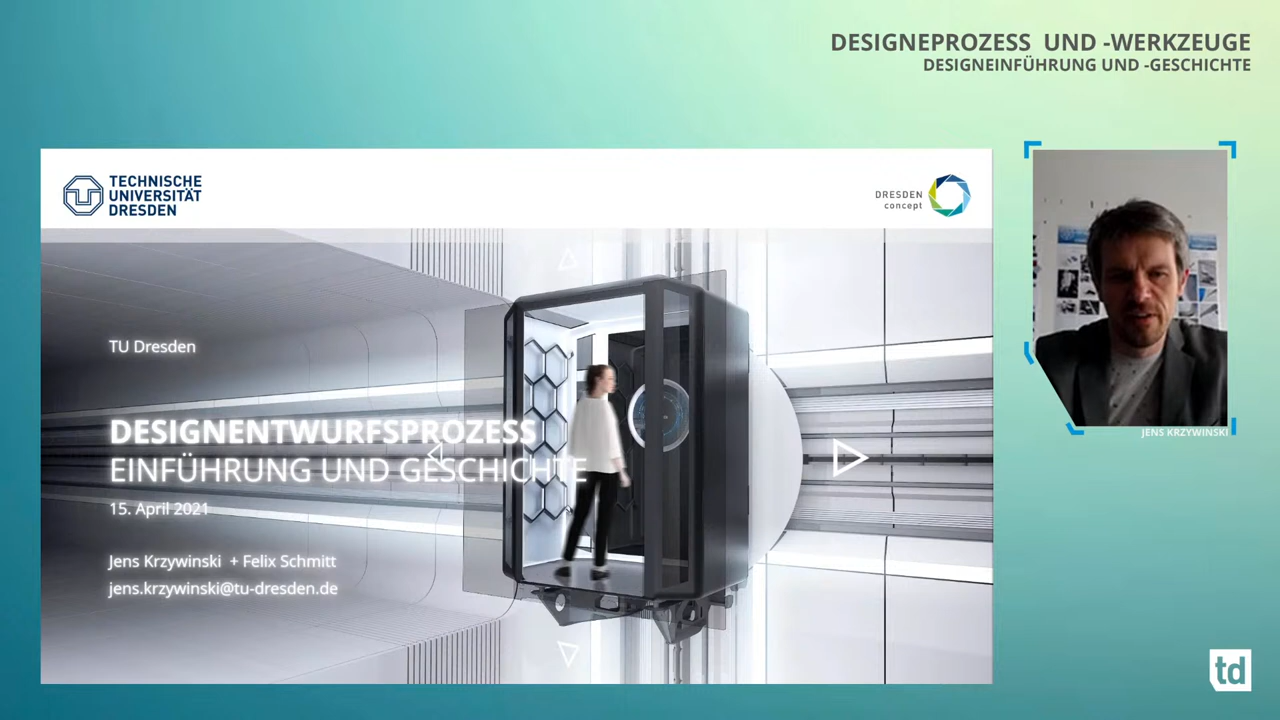 DESIGNEPROZESS UND -WERKZEUGE
DESIGNEINFÜHRUNG UND -GESCHICHTE
TECHNISCHE
UNIVERSITÄT
DRESDEN
DRESDEN
concept
TU Dresden
DESIGNENTWURFSPROZESS
EINFÜHRUNG UND GESCHICHTE
15. April 2021
Jens Krzywinski + Felix Schmitt
jens.krzywinski@tu-dresden.de
JENS KRZYWINSKI
td